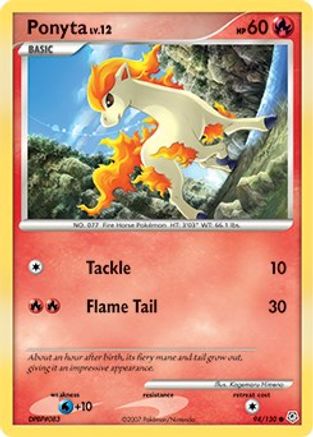 Ponyta LV.12 HP 60
BASIC
NO. 077 Fire Horse Pokémon. HT: 3'03" WT: 66.1 lbs.
Tackle 10
Flame Tail 30
About an hour after birth, its fiery mane and tail grow out,
giving it an impressive appearance.
Illus. Kagemaru Himeno
weakness resistance retreat cost
+10
DPBP#083 ©2007 Pokémon/Nintendo 94/130